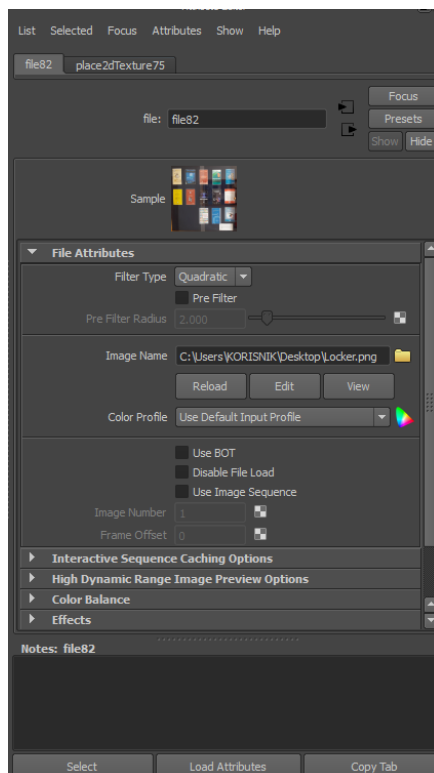 List Selected Focus Attributes Show Help
file82 place2dTexture75
Focus
file: file82
Presets
Show Hide
Sample
File Attributes
Filter Type Quadratic
Pre Filter
Pre Filter Radius 2.000
Image Name C:\Users\KORISNIK\Desktop\Locker.png
Reload Edit View
Color Profile Use Default Input Profile
Use BOT
Disable File Load
Use Image Sequence
Image Number 1
Frame Offset 0
Interactive Sequence Caching Options
High Dynamic Range Image Preview Options
Color Balance
Effects
Notes: file82
Select Load Attributes Copy Tab